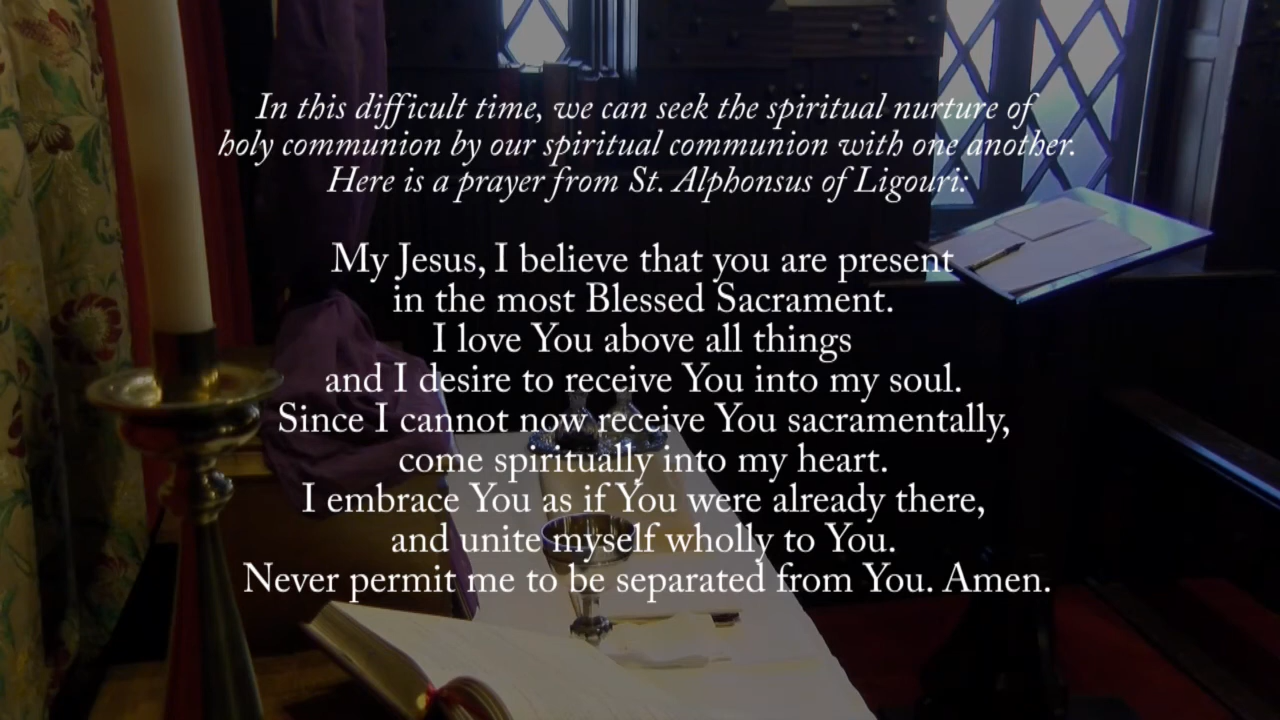 In this difficult time, we can seek the spiritual nurture of
holy communion by our spiritual communion with one another.
Here is a prayer from St. Alphonsus of Ligouri:
My Jesus, I believe that you are present
in the most Blessed Sacrament.
I love You above all things
and I desire to receive You into my soul.
Since I cannot now receive You sacramentally,
come spiritually into my heart.
I embrace You as if You were already there,
and unite myself wholly to You.
Never permit me to be separated from You. Amen.